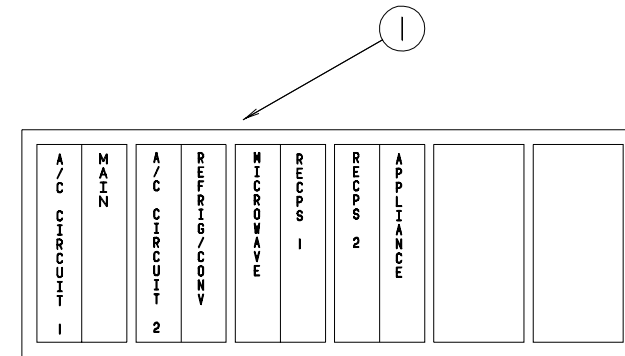 1
A/C CIRCUIT 1
MAIN
A/C CIRCUIT 2
REFRIG/CONV
MICROWAVE
RECPS 1
RECPS 2
APPLIANCE